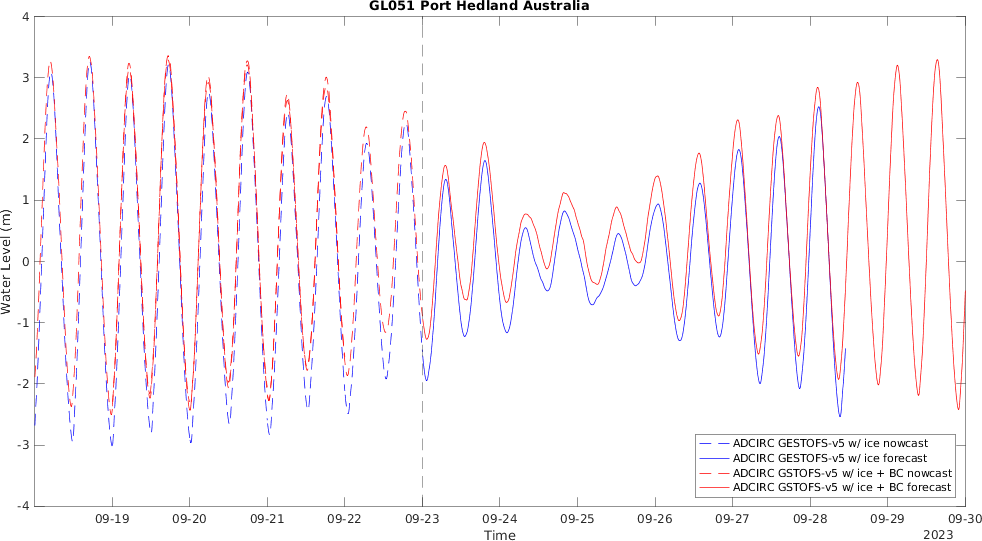 GL051 Port Hedland Australia
4
3
2
1
0
-1
-2
-3
-4
Water Level (m)
09-19 09-20 09-21 09-22 09-23 09-24 09-25 09-26 09-27 09-28 09-29 09-30
Time
2023
ADCIRC GESTOFS-v5 w/ ice nowcast
ADCIRC GESTOFS-v5 w/ ice forecast
ADCIRC GSTOFS-v5 w/ ice + BC nowcast
ADCIRC GSTOFS-v5 w/ ice + BC forecast